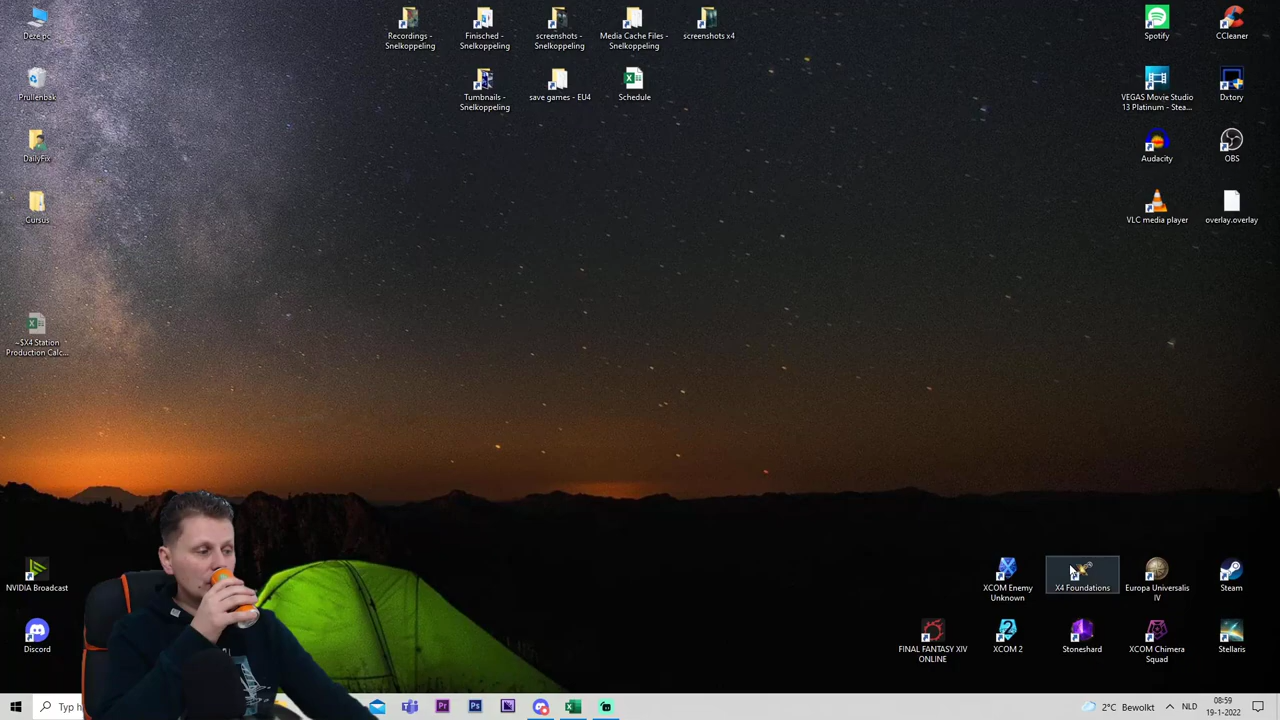 Deze pc
Recordings -
Snelkoppeling
Finisched -
Snelkoppeling
screenshots -
Snelkoppeling
Media Cache Files -
Snelkoppeling
screenshots x4
Spotify
CCleaner
Prullenbak
Tumbnails -
Snelkoppeling
save games - EU4
Schedule
VEGAS Movie Studio
13 Platinum - Stea...
Dxtory
DailyFix
Audacity
OBS
Cursus
VLC media player
overlay.overlay
~$X4 Station
Production Calc...
NVIDIA Broadcast
XCOM Enemy
Unknown
X4 Foundations
Europa Universalis
IV
Steam
Discord
FINAL FANTASY XIV
ONLINE
XCOM 2
Stoneshard
XCOM Chimera
Squad
Stellaris
Typ h
2°C Bewolkt
NLD
08:59
19-1-2022